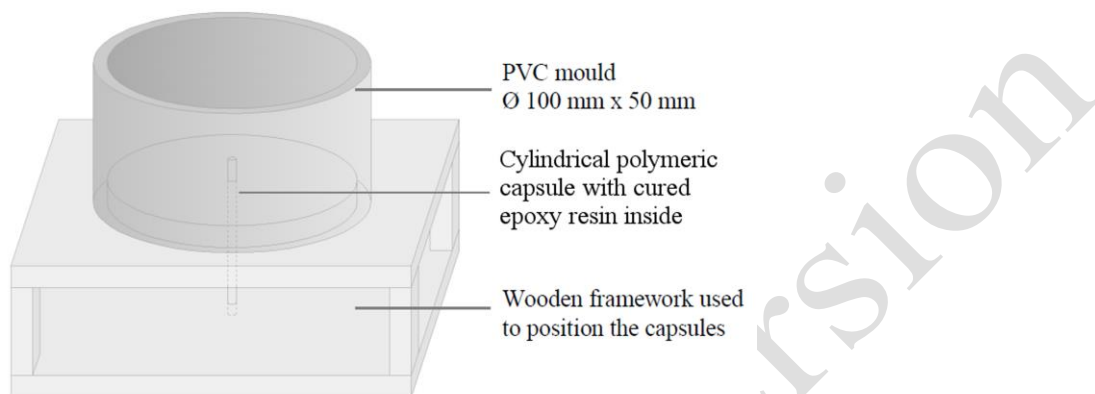 PVC mould
Ø 100 mm x 50 mm
Cylindrical polymeric
capsule with cured
epoxy resin inside
Wooden framework used
to position the capsules
rsion